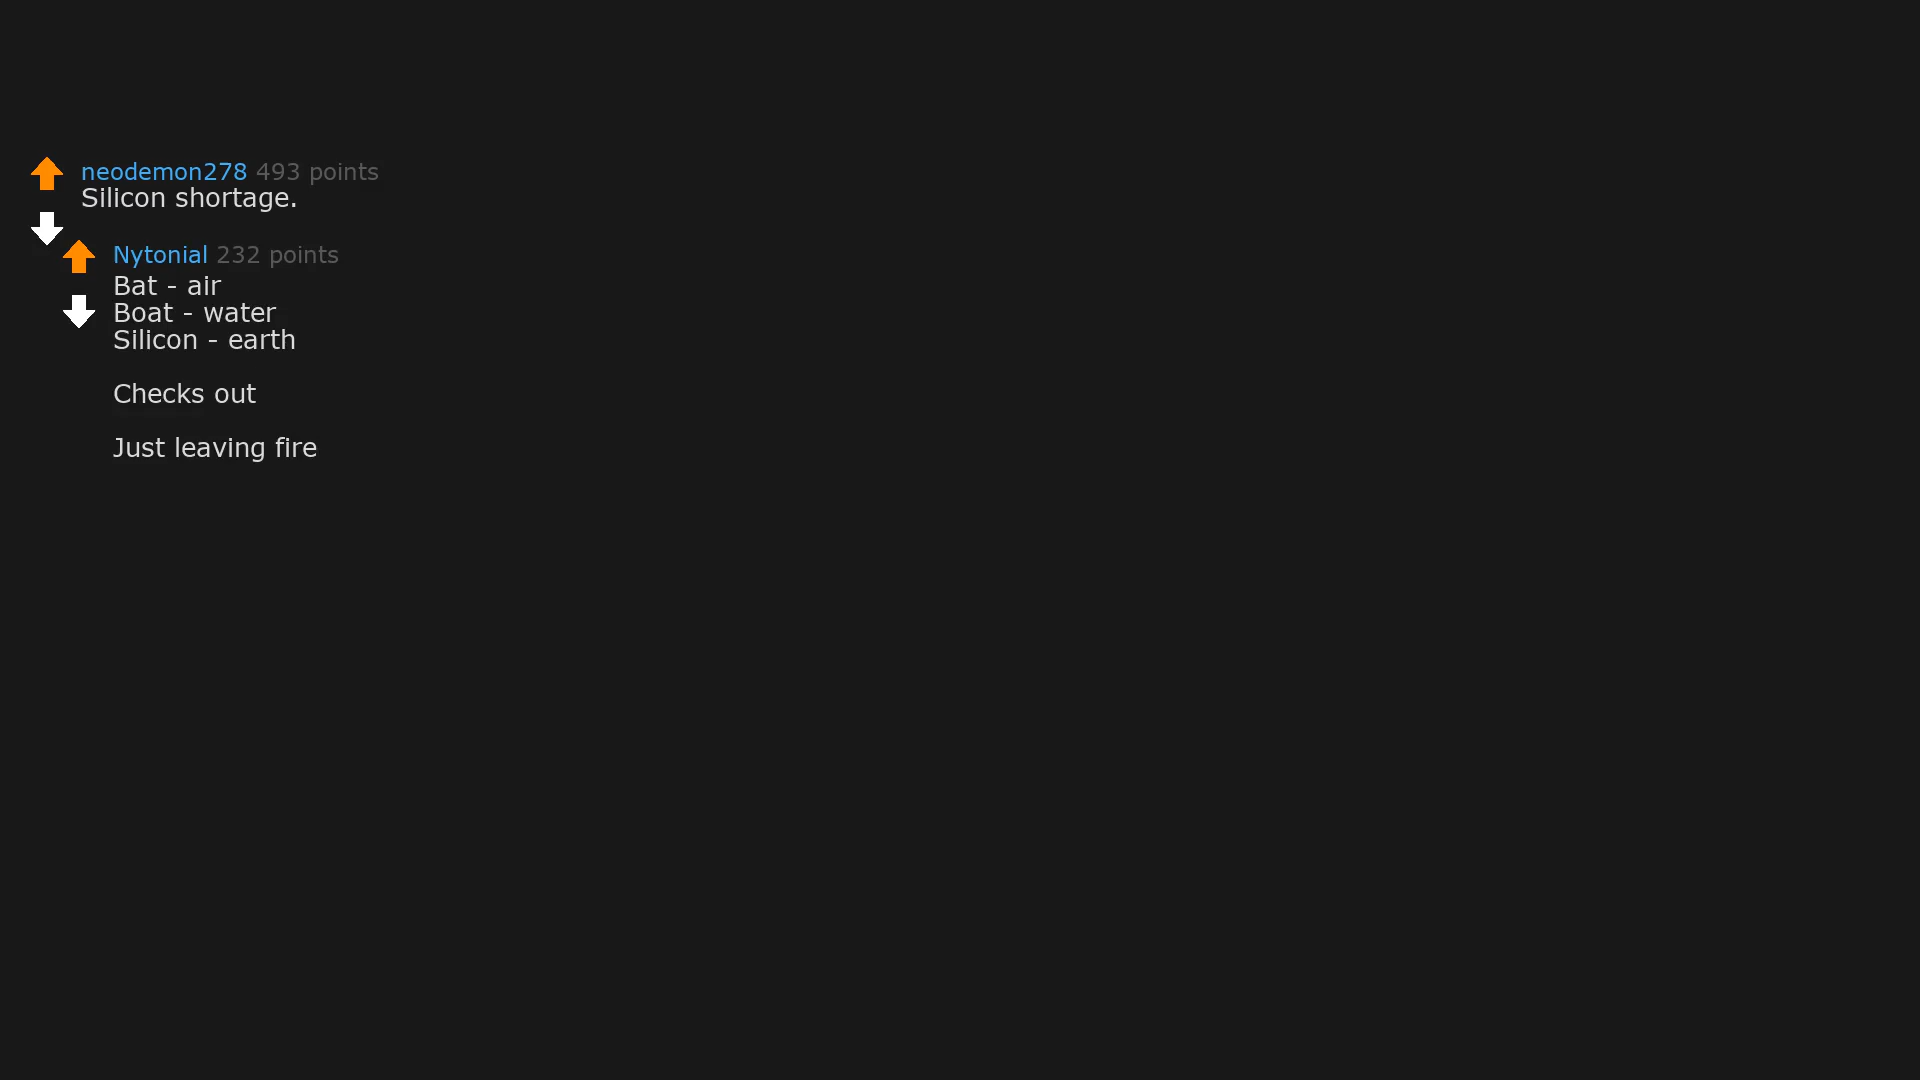 neodemon278 493 points
Silicon shortage.
Nytonial 232 points
Bat - air
Boat - water
Silicon - earth
Checks out
Just leaving fire